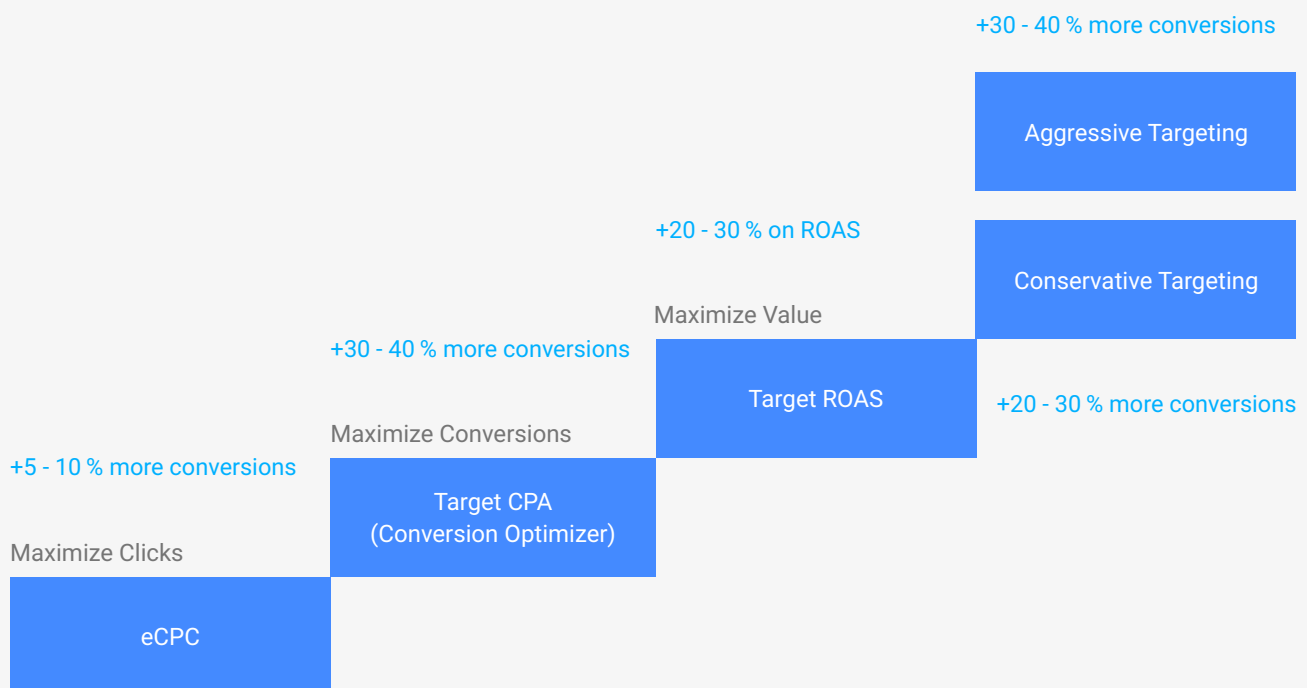 +30 - 40 % more conversions
Aggressive Targeting
+20 - 30 % on ROAS
Conservative Targeting
Maximize Value
+30 - 40 % more conversions
Target ROAS
+20 - 30 % more conversions
Maximize Conversions
+5 - 10 % more conversions
Target CPA
(Conversion Optimizer)
Maximize Clicks
eCPC